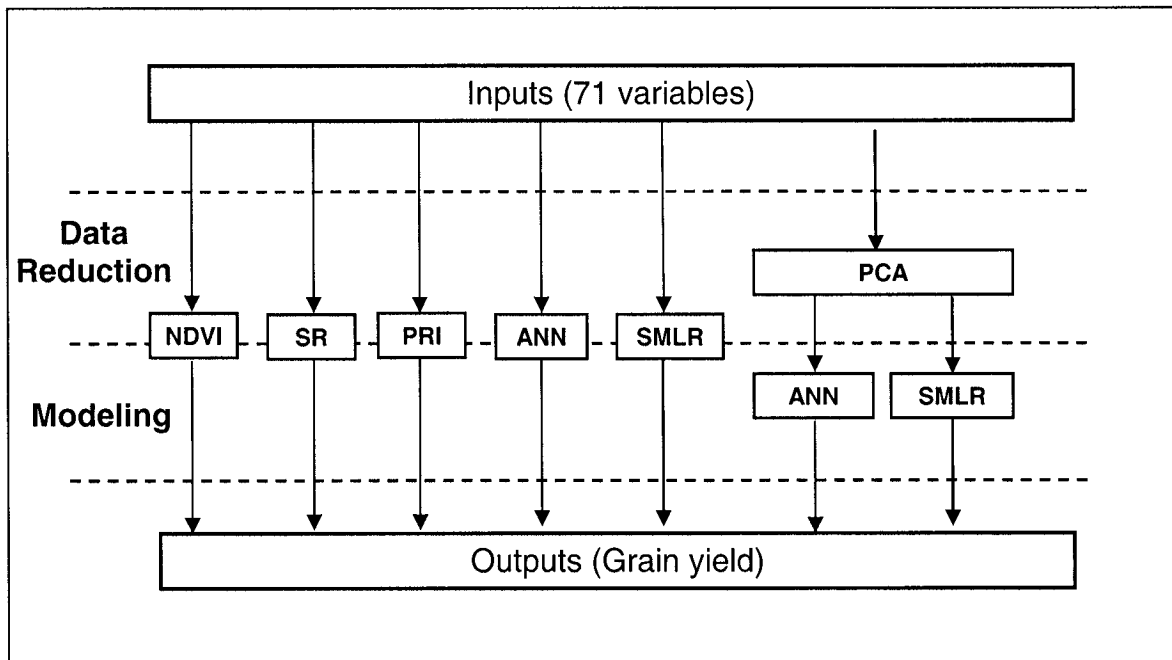 Inputs (71 variables)
Data
Reduction
PCA
NDVI
SR
PRI
ANN
SMLR
Modeling
ANN
SMLR
Outputs (Grain yield)